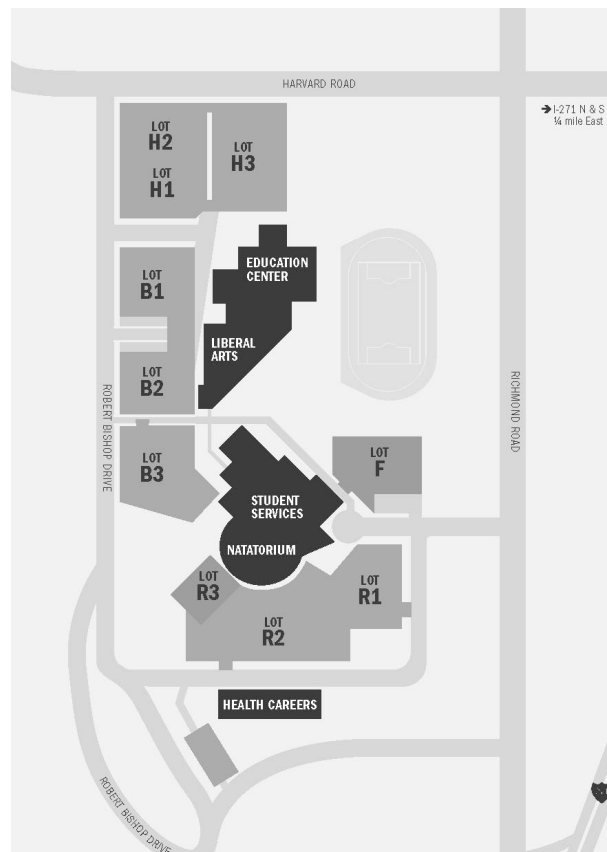 HARVARD ROAD
I-271 N & S
¼ mile East
LOT
H2
LOT
H3
LOT
H1
EDUCATION
CENTER
LOT
B1
LIBERAL
ARTS
LOT
B2
ROBERT BISHOP DRIVE
RICHMOND ROAD
LOT
B3
LOT
F
STUDENT
SERVICES
NATATORIUM
LOT
R3
LOT
R1
LOT
R2
HEALTH CAREERS
ROBERT BISHOP DRIVE